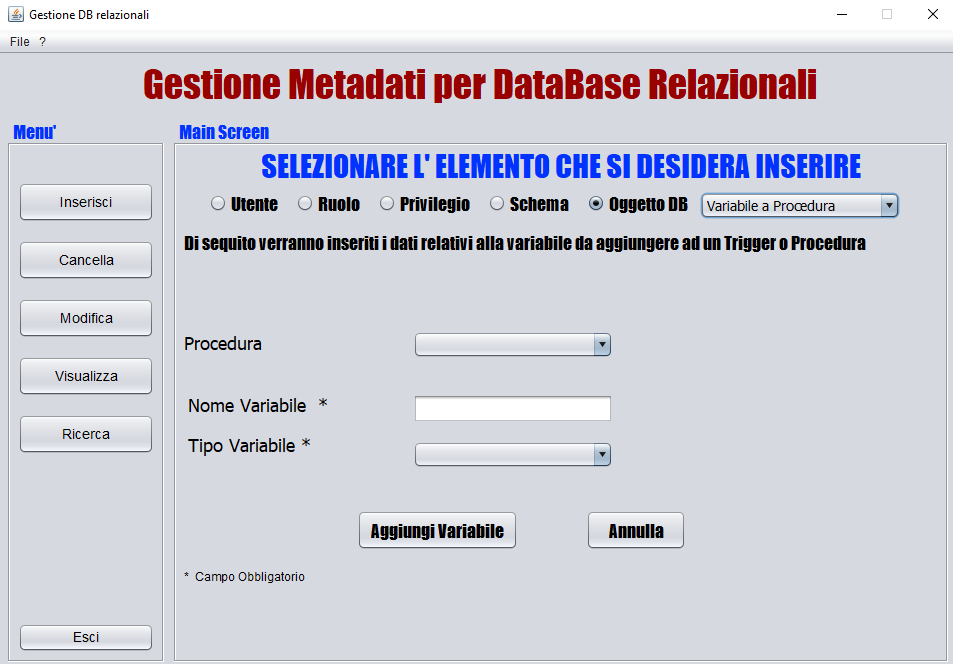 Gestione DB relazionali
File ?
Gestione Metadati per DataBase Relazionali
Menu'
Main Screen
SELEZIONARE L' ELEMENTO CHE SI DESIDERA INSERIRE
Inserisci
Utente Ruolo Privilegio Schema Oggetto DB Variabile a Procedura
Di sequito verranno inseriti i dati relativi alla variabile da aggiungere ad un Trigger o Procedura
Cancella
Modifica
Procedura
Visualizza
Nome Variabile *
Ricerca
Tipo Variabile *
Aggiungi Variabile Annulla
* Campo Obbligatorio
Esci